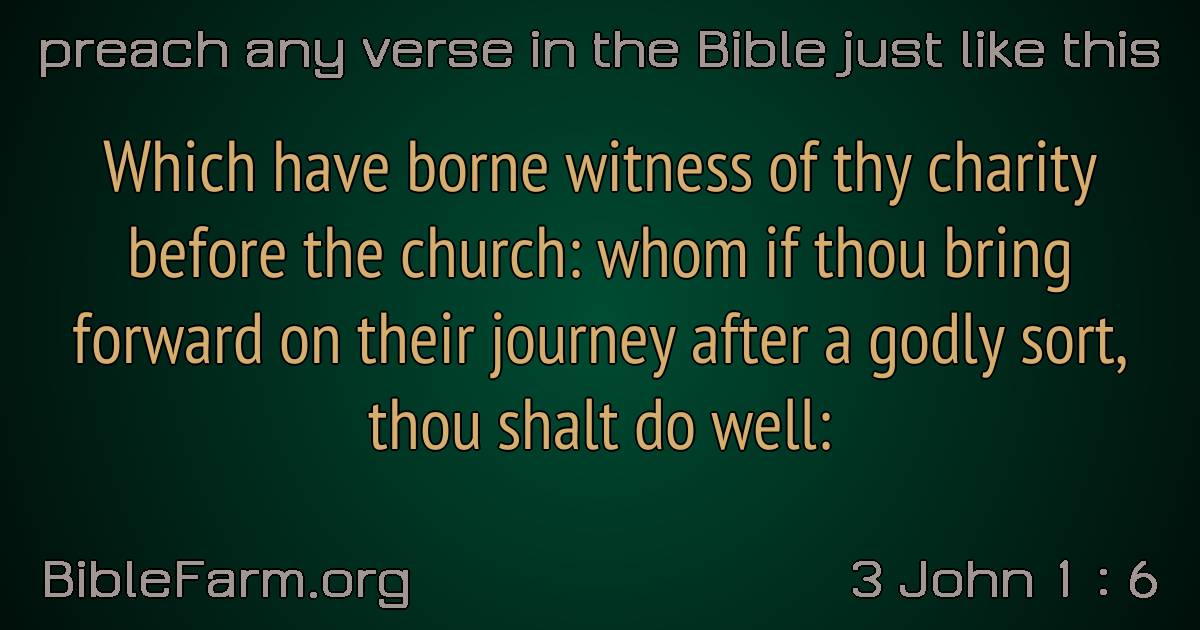 preach any verse in the Bible just like this
Which have borne witness of thy charity
before the church: whom if thou bring
forward on their journey after a godly sort,
thou shalt do well:
BibleFarm.org
3 John 1 : 6